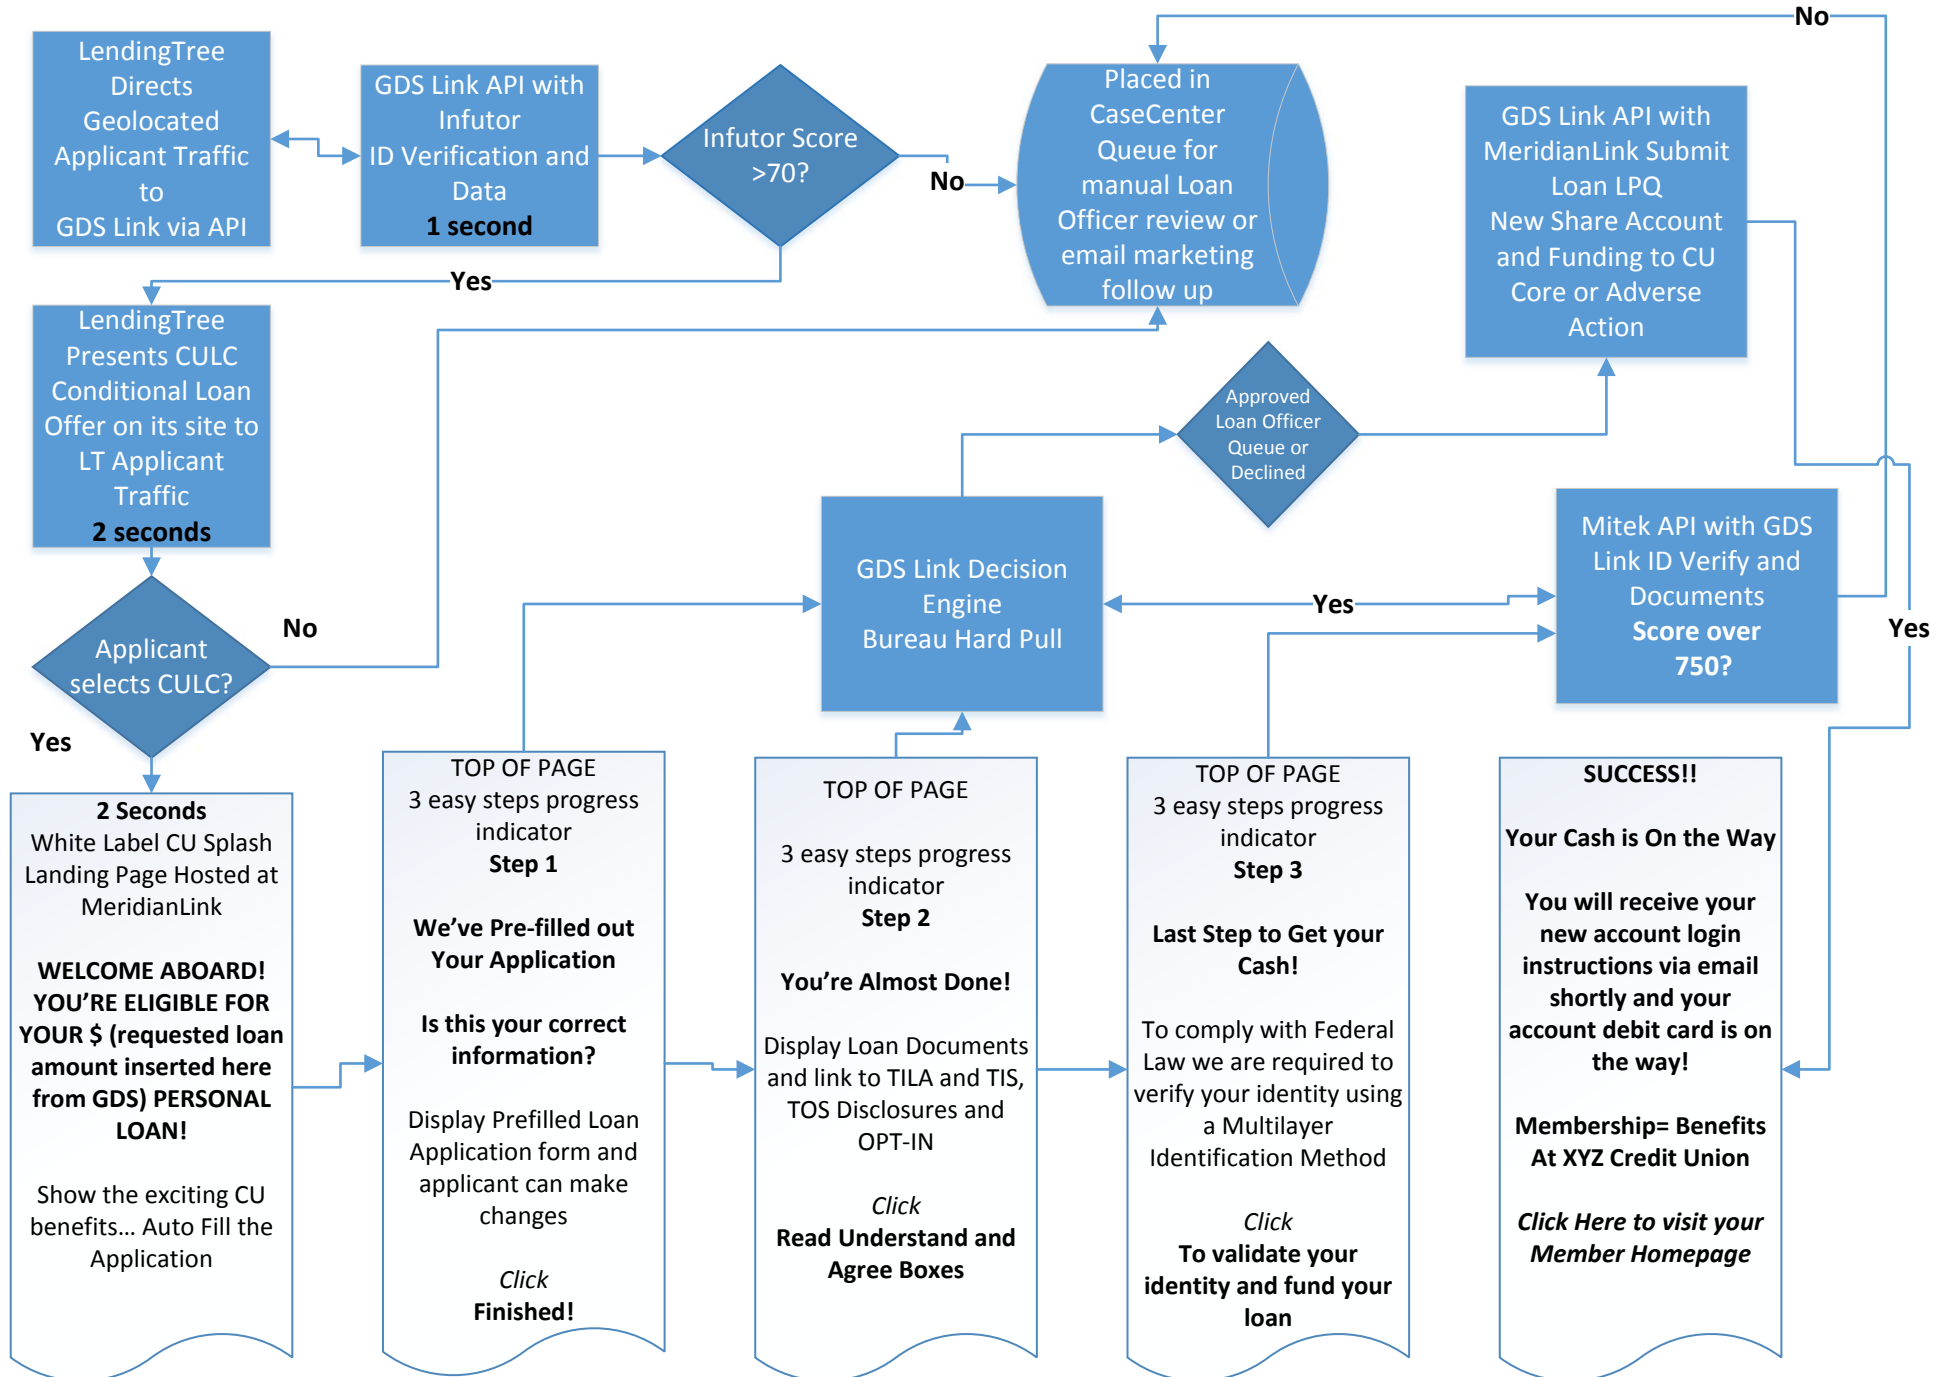 LendingTree
Directs
Geolocated
Applicant Traffic
to
GDS Link via API
GDS Link API with
Infutor
ID Verification and
Data
1 second
Infutor Score
>70?
No
Yes
Placed in
CaseCenter
Queue for
manual Loan
Officer review or
email marketing
follow up
No
GDS Link API with
MeridianLink Submit
Loan LPQ
New Share Account
and Funding to CU
Core or Adverse
Action
LendingTree
Presents CULC
Conditional Loan
Offer on its site to
LT Applicant
Traffic
2 seconds
Approved
Loan Officer
Queue or
Declined
GDS Link Decision
Engine
Bureau Hard Pull
Yes
Mitek API with GDS
Link ID Verify and
Documents
Score over
750?
Yes
Applicant
selects CULC?
No
Yes
2 Seconds
White Label CU Splash
Landing Page Hosted at
MeridianLink
WELCOME ABOARD!
YOU’RE ELIGIBLE FOR
YOUR $ (requested loan
amount inserted here
from GDS) PERSONAL
LOAN!
Show the exciting CU
benefits… Auto Fill the
Application
TOP OF PAGE
3 easy steps progress
indicator
Step 1
We’ve Pre-filled out
Your Application
Is this your correct
information?
Display Prefilled Loan
Application form and
applicant can make
changes
Click
Finished!
TOP OF PAGE
3 easy steps progress
indicator
Step 2
You’re Almost Done!
Display Loan Documents
and link to TILA and TIS,
TOS Disclosures and
OPT-IN
Click
Read Understand and
Agree Boxes
TOP OF PAGE
3 easy steps progress
indicator
Step 3
Last Step to Get your
Cash!
To comply with Federal
Law we are required to
verify your identity using
a Multilayer
Identification Method
Click
To validate your
identity and fund your
loan
SUCCESS!!
Your Cash is On the Way
You will receive your
new account login
instructions via email
shortly and your
account debit card is on
the way!
Membership= Benefits
At XYZ Credit Union
Click Here to visit your
Member Homepage